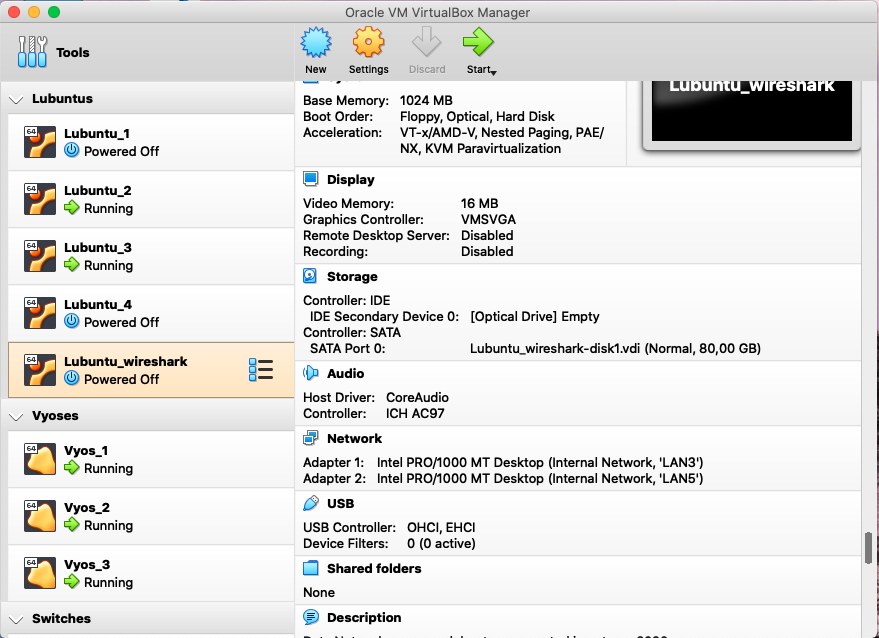 Oracle VM VirtualBox Manager
Tools
New
Settings
Discard
Start
Lubuntus
64
Lubuntu_1
Powered Off
64
Lubuntu_2
Running
64
Lubuntu_3
Running
64
Lubuntu_4
Powered Off
64
Lubuntu_wireshark
Powered Off
Vyoses
64
Vyos_1
Running
64
Vyos_2
Running
64
Vyos_3
Running
Switches
Base Memory: 1024 MB
Boot Order: Floppy, Optical, Hard Disk
Acceleration: VT-x/AMD-V, Nested Paging, PAE/
NX, KVM Paravirtualization
Lubuntu_wireshark
Display
Video Memory: 16 MB
Graphics Controller: VMSVGA
Remote Desktop Server: Disabled
Recording: Disabled
Storage
Controller: IDE
IDE Secondary Device 0: [Optical Drive] Empty
Controller: SATA
SATA Port 0: Lubuntu_wireshark-disk1.vdi (Normal, 80,00 GB)
Audio
Host Driver: CoreAudio
Controller: ICH AC97
Network
Adapter 1: Intel PRO/1000 MT Desktop (Internal Network, 'LAN3')
Adapter 2: Intel PRO/1000 MT Desktop (Internal Network, 'LAN5')
USB
USB Controller: OHCI, EHCI
Device Filters: 0 (0 active)
Shared folders
None
Description